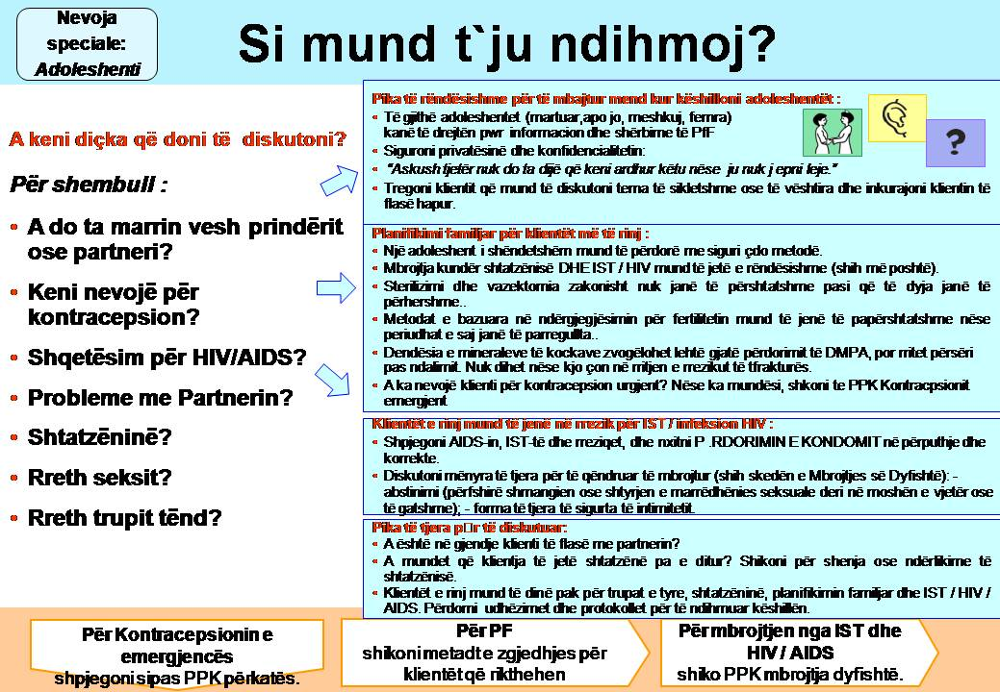 Nevoja
speciale:
Adoleshenti
Si mund t`ju ndihmoj?
A keni diçka që doni të diskutoni?
Për shembull :
• A do ta marrin vesh prindërit
ose partneri?
• Keni nevojë për
kontracepsion?
• Shqetësim për HIV/AIDS?
• Probleme me Partnerin?
• Shtatzëninë?
• Rreth seksit?
• Rreth trupit tënd?
Pika të rëndësishme për të mbajtur mend kur këshilloni adoleshentët :
• Të gjithë adoleshentet (martuar,apo jo, meshkuj, femra)
kanë të drejtën pwr informacion dhe shërbime të PfF
• Siguroni privatësinë dhe konfidencialitetin:
• "Askush tjetër nuk do ta dijë që keni ardhur këtu nëse ju nuk j epni leje."
• Tregoni klientit që mund të diskutoni tema të sikletshme ose të vështira dhe inkurajoni klientin të
flasë hapur.
?
Planifikimi familjar për klientët më të rinj :
• Një adoleshent i shëndetshëm mund të përdorë me siguri çdo metodë.
• Mbrojtja kundër shtatzënisë DHE IST / HIV mund të jetë e rëndësishme (shih më poshtë).
• Sterilizimi dhe vazektomia zakonisht nuk janë të përshtatshme pasi që të dyja janë të
përhershme..
• Metodat e bazuara në ndërgjegjësimin për fertilitetin mund të jenë të papërshtatshme nëse
periudhat e saj janë të parregullta..
• Dendësia e mineraleve të kockave zvogëlohet lehtë gjatë përdorimit të DMPA, por rritet përsëri
pas ndalimit. Nuk dihet nëse kjo çon në rritjen e rrezikut të tfrakturës.
• A ka nevojë klienti për kontracepsion urgjent? Nëse ka mundësi, shkoni te PPK Kontracpsionit
emergjent
Klientët e rinj mund të jenë në rrezik për IST / infeksion HIV :
• Shpjegoni AIDS-in, IST-të dhe rreziqet, dhe nxitni P .RDORIMIN E KONDOMIT në përputhje dhe
korrekte.
• Diskutoni mënyra të tjera për të qëndruar të mbrojtur (shih skedën e Mbrojtjes së Dyfishtë): -
abstinimi (përfshirë shmangien ose shtyrjen e marrëdhënies seksuale deri në moshën e vjetër ose
të gatshme); - forma të tjera të sigurta të intimitetit.
Pika të tjera p□r të diskutuar:
• A është në gjendje klienti të flasë me partnerin?
• A mundet që klientja të jetë shtatzënë pa e ditur? Shikoni për shenja ose ndërlikime të
shtatzënisë.
• Klientët e rinj mund të dinë pak për trupat e tyre, shtatzëninë, planifikimin familjar dhe IST / HIV /
AIDS. Përdorni udhëzimet dhe protokollet për të ndihmuar këshillën.
Për Kontracepsionin e
emergjencës
shpjegoni sipas PPK përkatës.
Për PF
shikoni metadt e zgjedhjes për
klientët që rikthehen
Për mbrojtjen nga IST dhe
HIV / AIDS
shiko PPK mbrojtja dyfishtë.